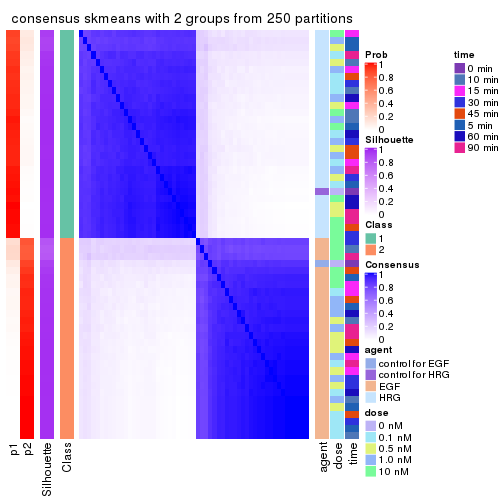 consensus skmeans with 2 groups from 250 partitions
Prob
1
0.8
0.6
0.4
0.2
0
Silhouette
1
0.8
0.6
0.4
0.2
0
Class
1
2
Consensus
1
0.8
0.6
0.4
0.2
0
agent
control for EGF
control for HRG
EGF
HRG
dose
0 nM
0.1 nM
0.5 nM
1.0 nM
10 nM
time
0 min
10 min
15 min
30 min
45 min
5 min
60 min
90 min
p1
p2
Silhouette
Class
agent
dose
time